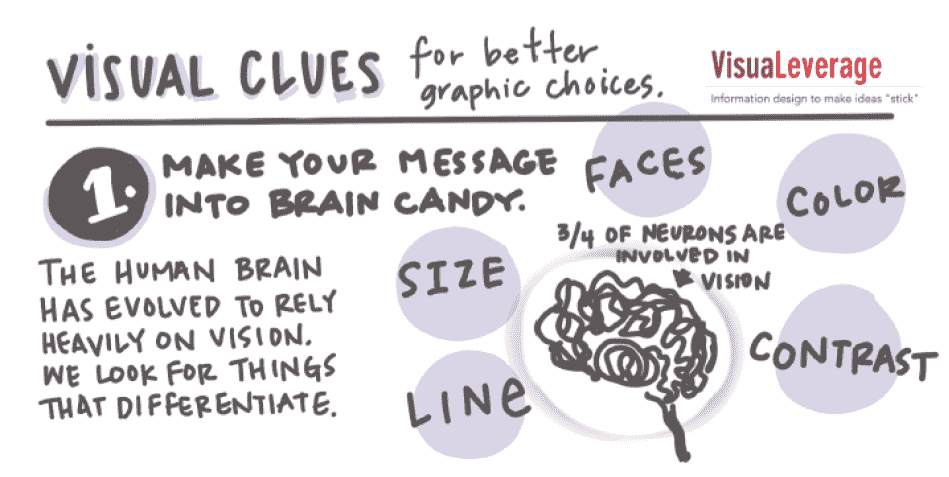 VISUAL CLUES
for better
graphic choices.
VisuaLeverage
Information design to make ideas "stick"
1.
MAKE YOUR MESSAGE
INTO BRAIN CANDY.
THE HUMAN BRAIN
HAS EVOLVED TO RELY
HEAVILY ON VISION.
WE LOOK FOR THINGS
THAT DIFFERENTIATE.
FACES
COLOR
SIZE
3/4 OF NEURONS ARE
INVOLVED IN
VISION
CONTRAST
LINE